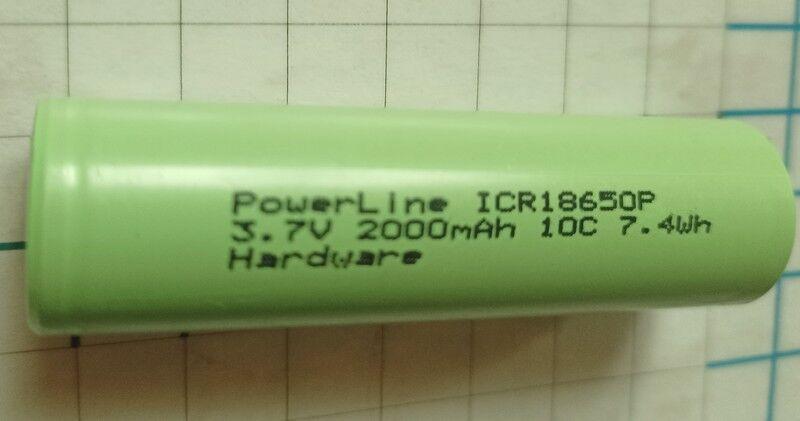 PowerLine ICR18650P
3.7V 2000mAh 10C 7.4Wh
Hardware